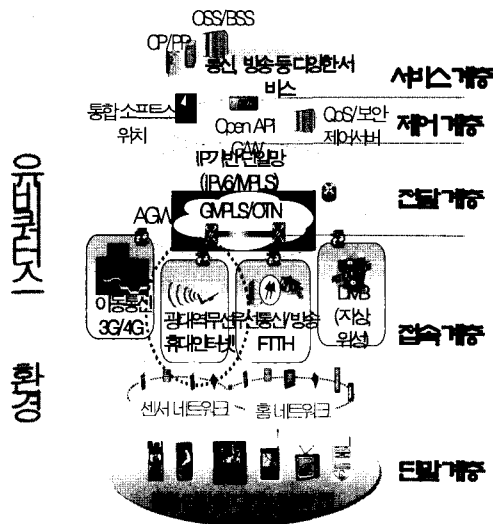 OSS/BSS
CP/PP
통신, 방송 등 다양한 서
비스
서비스 계층
통합 소프트스
위치
Open API
G/W
QoS/보안
제어서버
제어 계층
IP기반 단일망
(IPv6/MPLS)
GMPLS/OTN
전달 계층
AGW
유비쿼터스 환경
이동통신
3G/4G
광대역무선
휴대인터넷
유선통신/방송
FTTH
DMB
(지상,
위성)
접속 계층
센서 네트워크
홈 네트워크
단말 계층